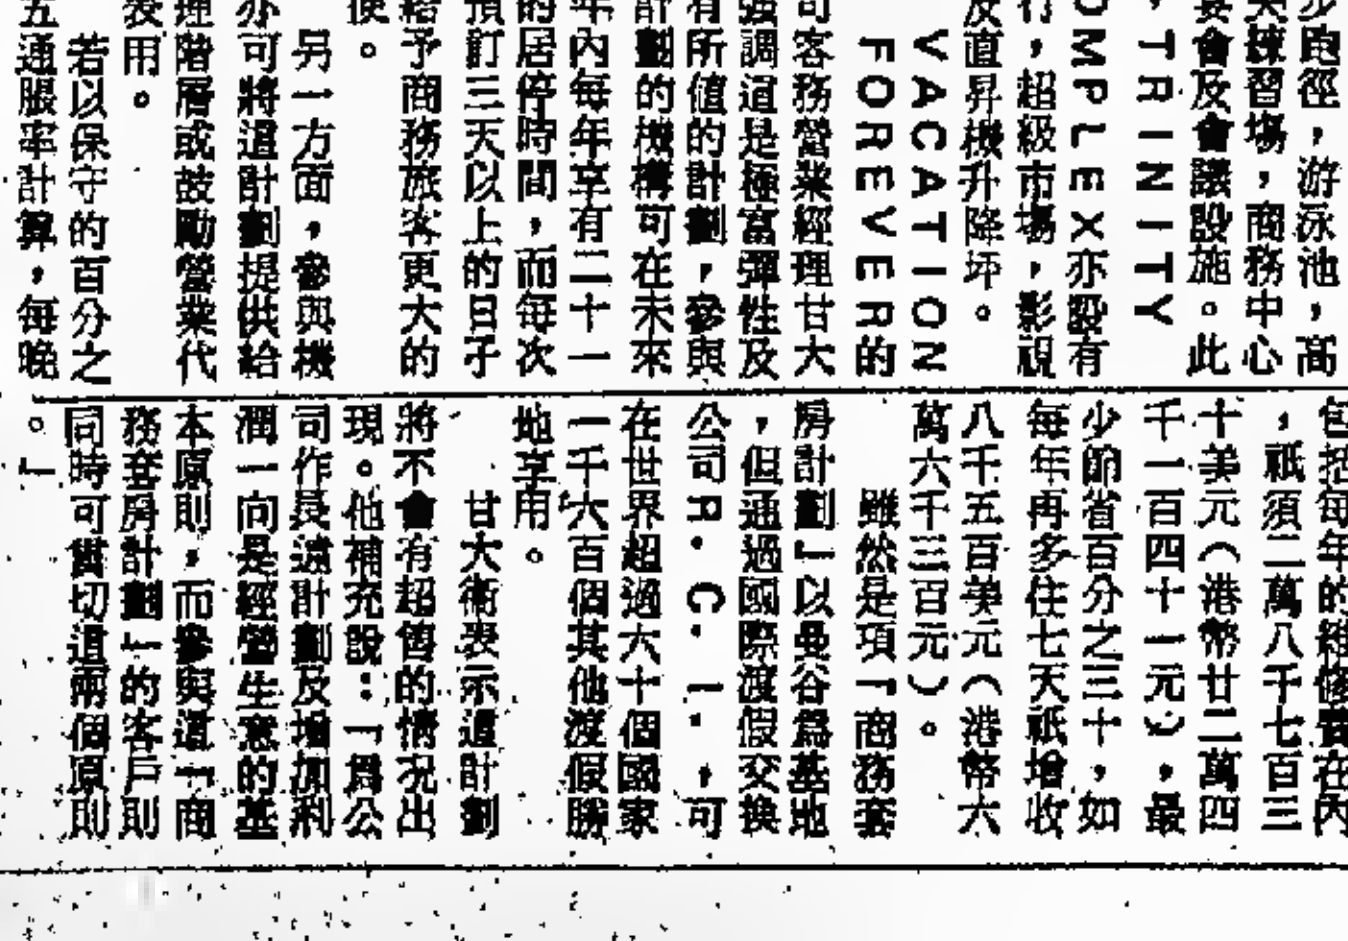 步跑徑，游泳池，高
夫練習場，商務中心
宴會及會議設施。此
，TRINITY
OMPLEX亦設有
行，超級市場，影視
及直昇機升降坪。
VACATION
FOREVER的
司客務營業經理甘大
強調這是極富彈性及
有所值的計劃，參與
計劃的機構可在未來
年內每年享有二十一
的居停時間，而每次
預訂三天以上的日子
給予商務旅客更大的
便。
另一方面，參與機
亦可將這計劃提供給
理階層或鼓勵營業代
表用。
若以保守的百分之
五通脹率計算，每晚
包括每年的維修費在內
，祇須二萬八千七百三
十美元（港幣廿二萬四
千一百四十一元），最
少節省百分之三十，如
每年再多住七天祇增收
八千五百美元（港幣六
萬六千三百元）。
雖然是項「商務套
房計劃」以曼谷為基地
，但通過國際渡假交換
公司R．C．I．，可
在世界超過六十個國家
一千六百個其他渡假勝
地享用。
甘大衛表示這計劃
將不會有超售的情況出
現。他補充說：「為公
司作長遠計劃及增加利
潤一向是經營生意的基
本原則，而參與這「商
務套房計劃」的客戶則
同時可貫切這兩個原則
。」